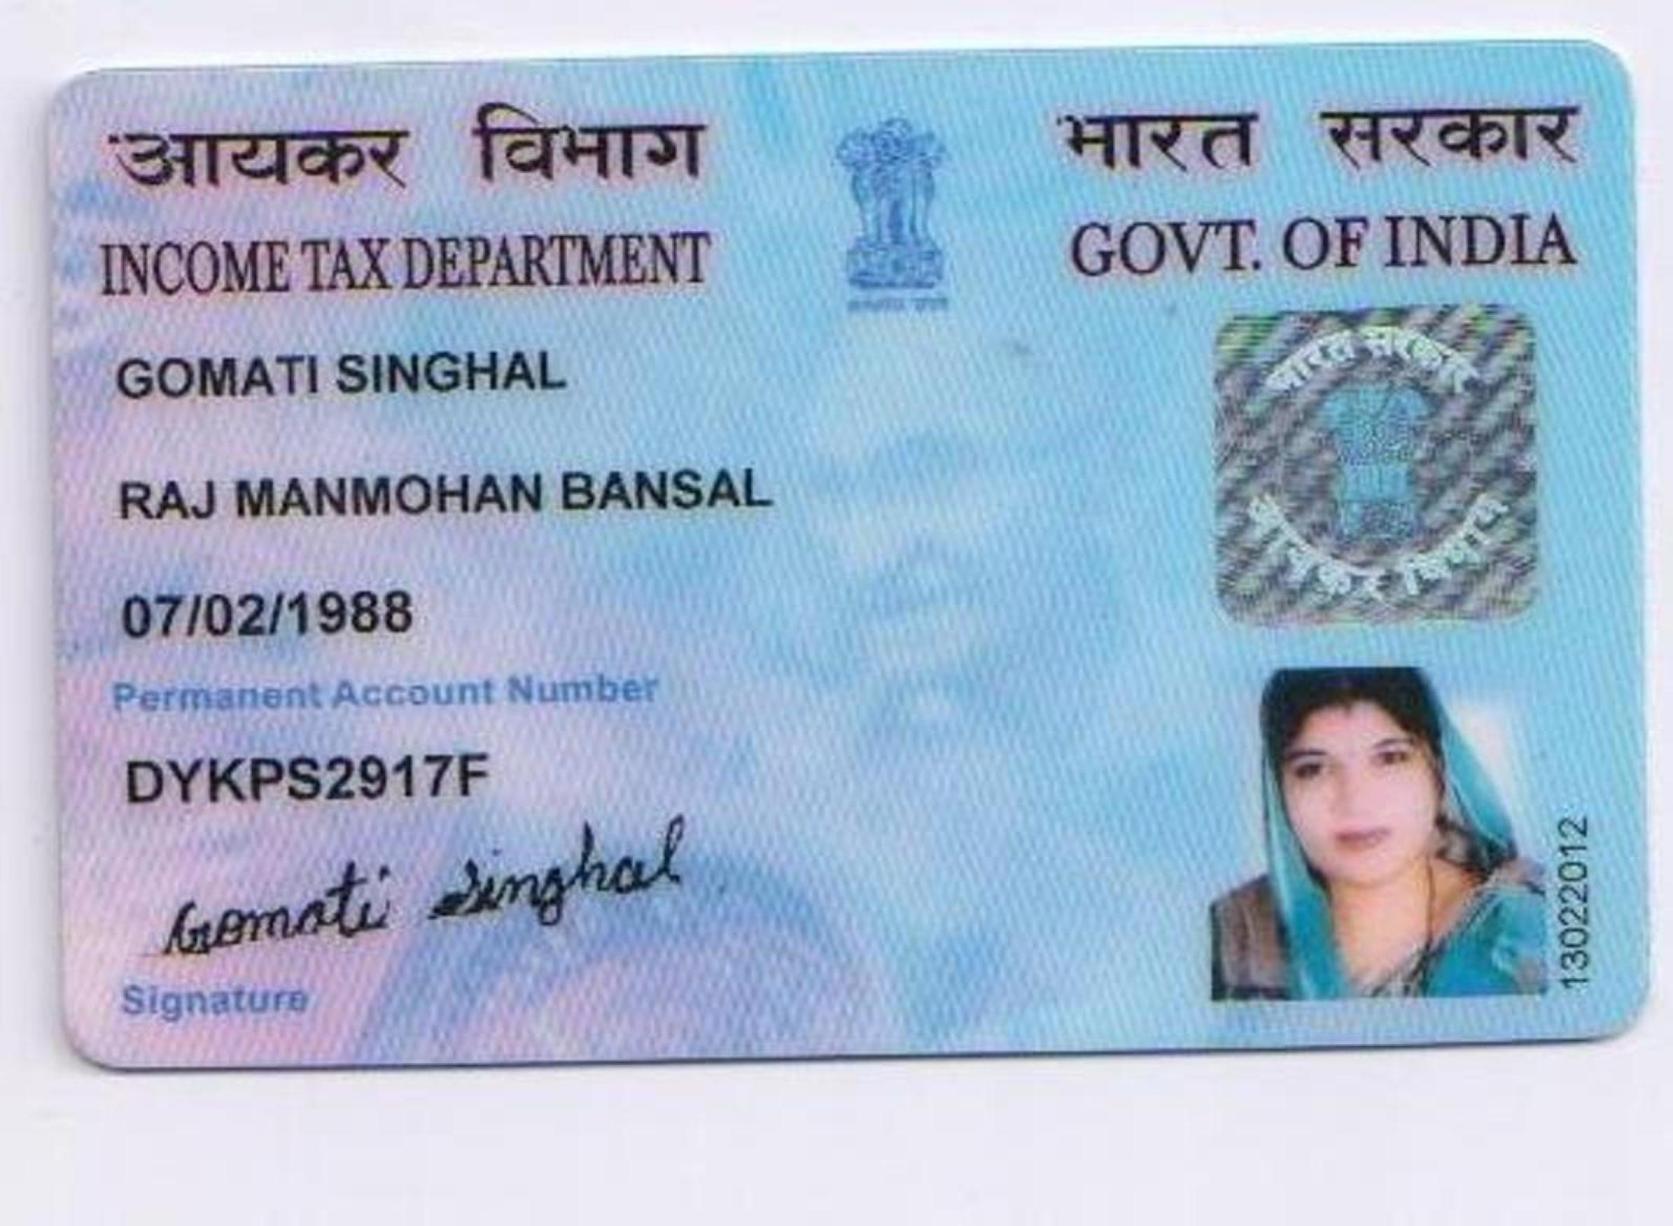 आयकर विभाग
INCOME TAX DEPARTMENT
भारत सरकार
GOVT. OF INDIA
GOMATI SINGHAL
RAJ MANMOHAN BANSAL
07/02/1988
Permanent Account Number
DYKPS2917F
Gomati Singhal
Signature
भारत सरकार
आयकर विभाग
13022012